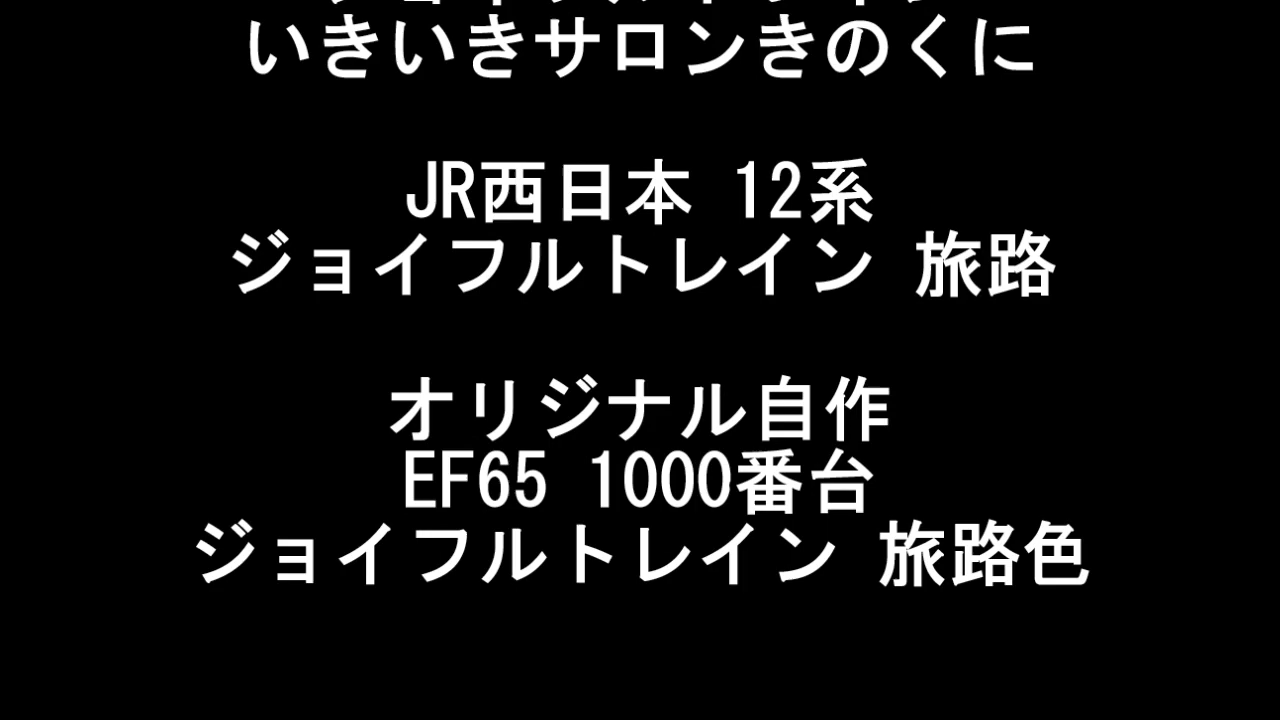 いきいきサロンきのくに
JR西日本 12系
ジョイフルトレイン 旅路
オリジナル自作
EF65 1000番台
ジョイフルトレイン 旅路色